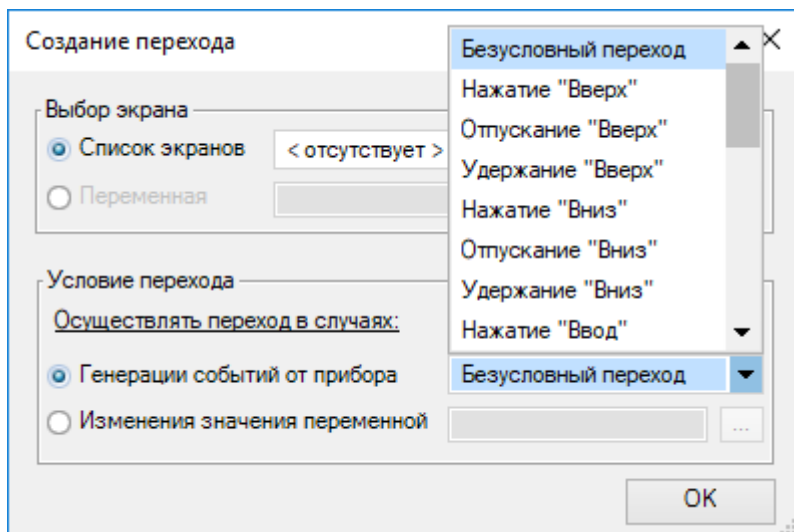 Создание перехода
Безусловный переход
Нажатие "Вверх"
Отпускание "Вверх"
Удержание "Вверх"
Нажатие "Вниз"
Отпускание "Вниз"
Удержание "Вниз"
Нажатие "Ввод"
Выбор экрана
Список экранов < отсутствует >
Переменная
Условие перехода
Осуществлять переход в случаях:
Генерации событий от прибора Безусловный переход
Изменения значения переменной ...
OK